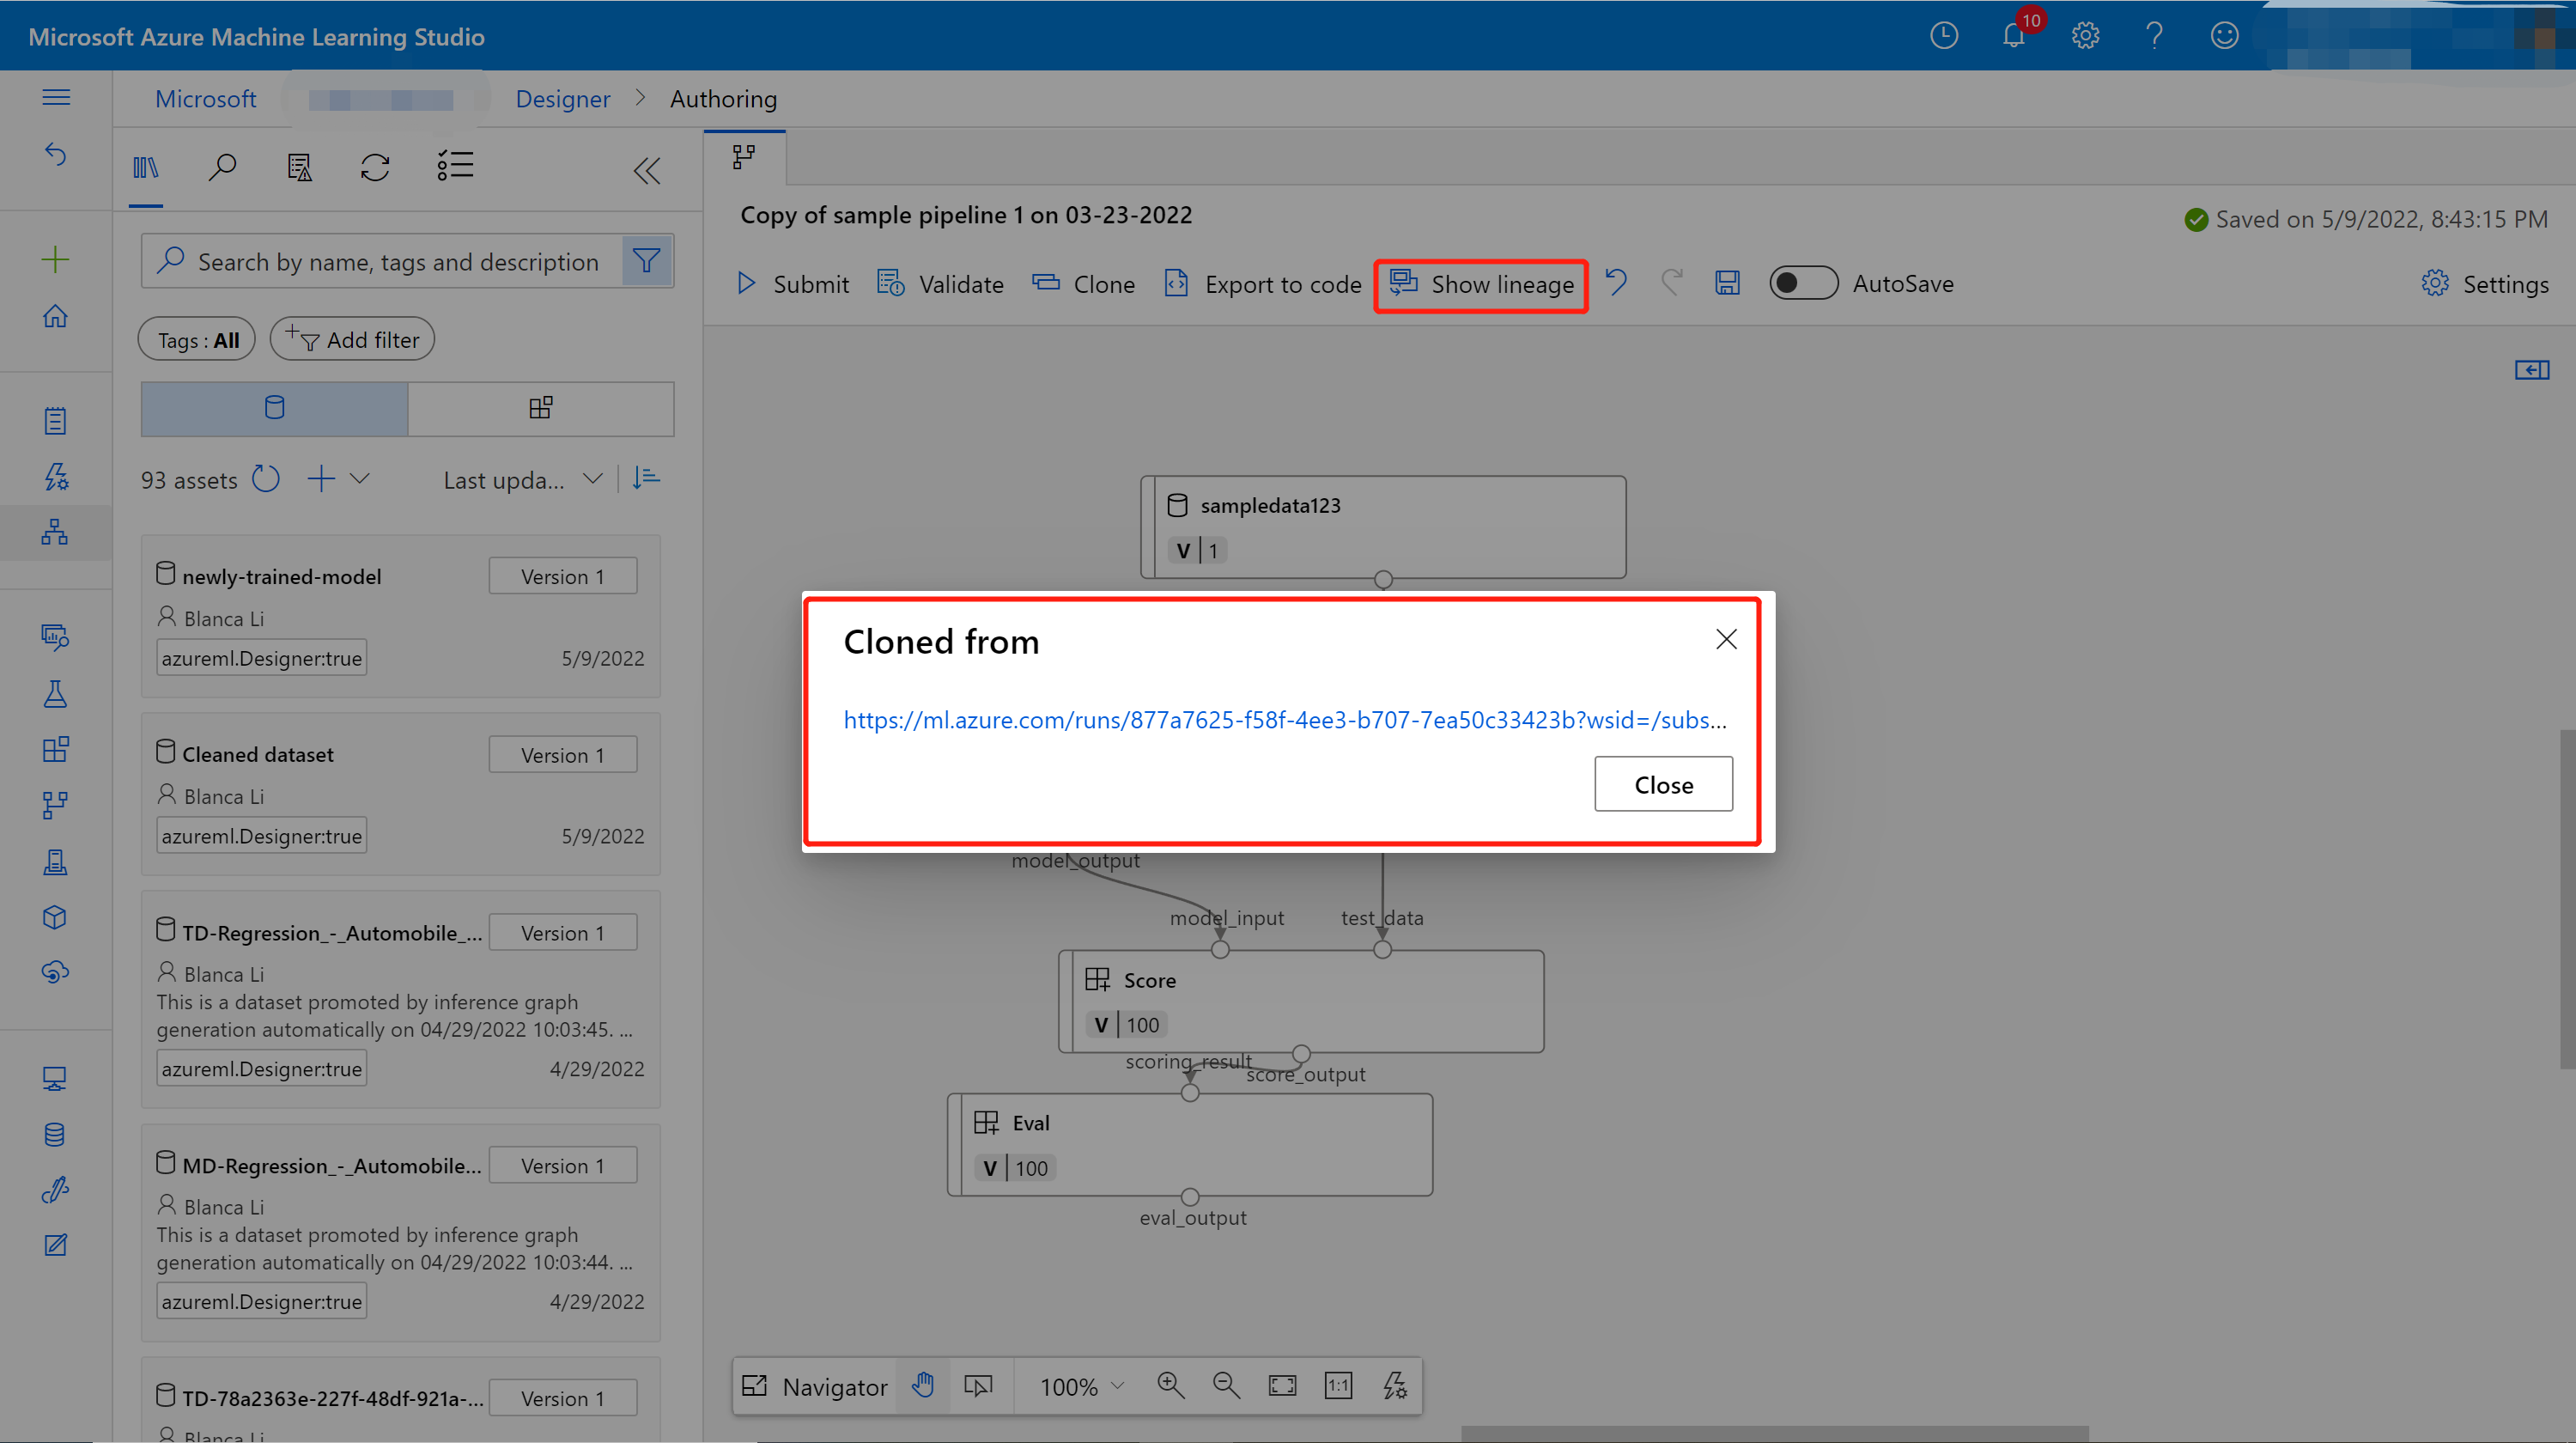 Microsoft Azure Machine Learning Studio
10
Microsoft
Designer
Authoring
Copy of sample pipeline 1 on 03-23-2022
Saved on 5/9/2022, 8:43:15 PM
Search by name, tags and description
Submit
Validate
Clone
Export to code
Show lineage
AutoSave
Settings
Tags : All
Add filter
93 assets
Last upda...
newly-trained-model
Version 1
Blanca Li
azureml.Designer:true
5/9/2022
Cleaned dataset
Version 1
Blanca Li
azureml.Designer:true
5/9/2022
TD-Regression_-_Automobile_...
Version 1
Blanca Li
This is a dataset promoted by inference graph
generation automatically on 04/29/2022 10:03:45. ...
azureml.Designer:true
4/29/2022
MD-Regression_-_Automobile...
Version 1
Blanca Li
This is a dataset promoted by inference graph
generation automatically on 04/29/2022 10:03:44. ...
azureml.Designer:true
4/29/2022
TD-78a2363e-227f-48df-921a-...
Version 1
Blanca Li
sampledata123
V 1
Cloned from
https://ml.azure.com/runs/877a7625-f58f-4ee3-b707-7ea50c33423b?wsid=/subs...
Close
model_output
model_input
test_data
Score
V 100
scoring_result
score_output
Eval
V 100
eval_output
Navigator
100%
1:1